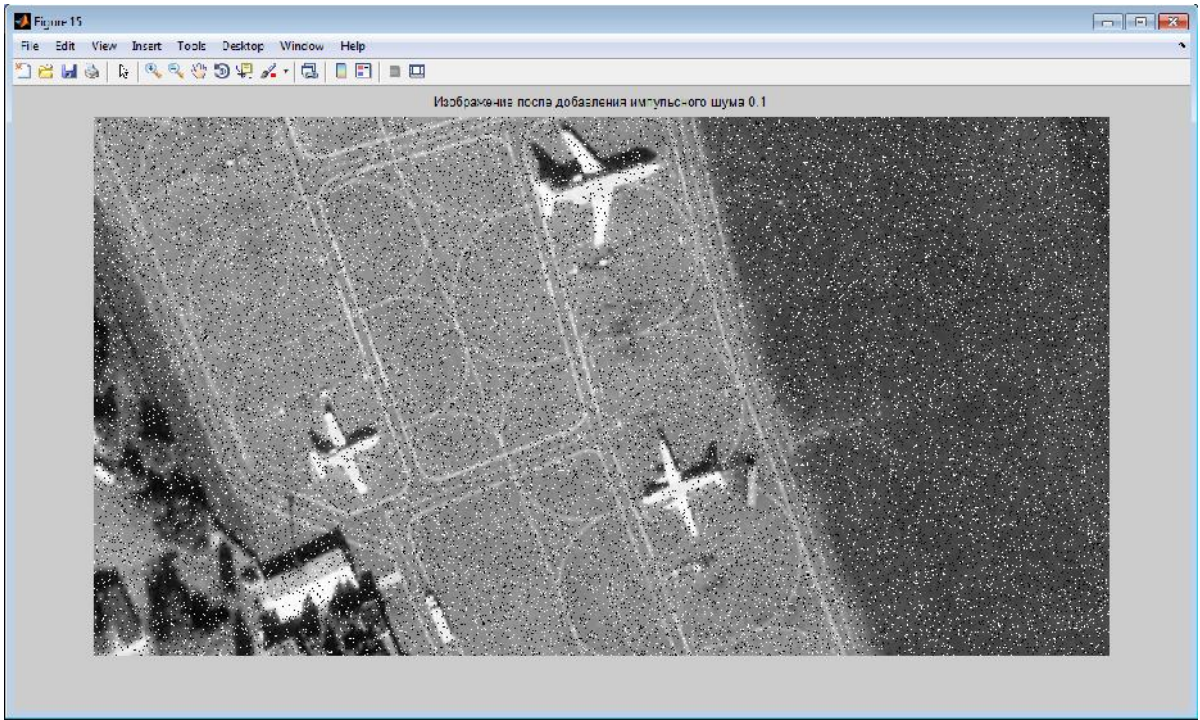 Figure 15
File Edit View Insert Tools Desktop Window Help
Изображение после добавления импульсного шума 0.1